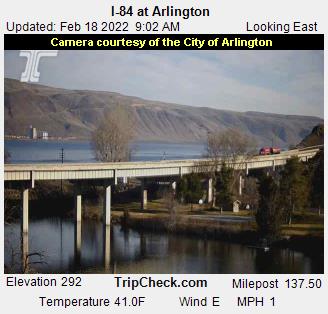 I-84 at Arlington
Updated: Feb 18 2022 9:02 AM Looking East
Camera courtesy of the City of Arlington
Elevation 292 TripCheck.com Milepost 137.50
Temperature 41.0F Wind E MPH 1